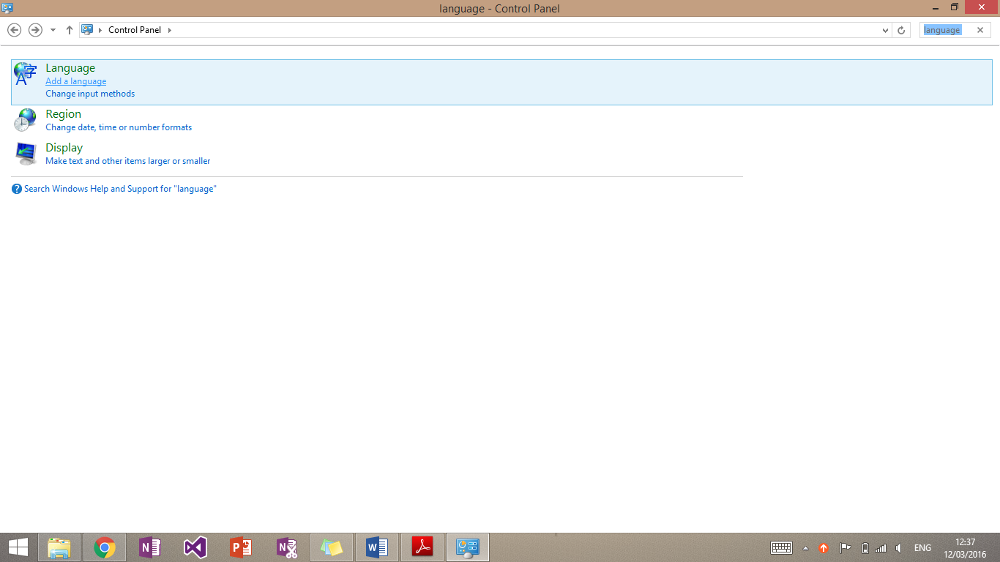 language - Control Panel
Control Panel
language
Language
Add a language
Change input methods
Region
Change date, time or number formats
Display
Make text and other items larger or smaller
Search Windows Help and Support for "language"
ENG
12:37
12/03/2016